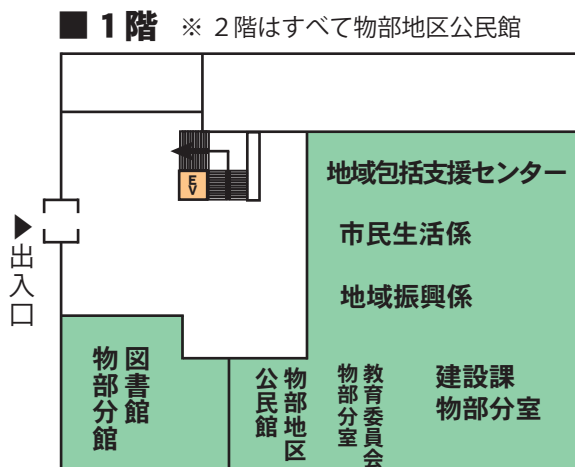 ■ 1階 ※ ２階はすべて物部地区公民館
EV
地域包括支援センター
市民生活係
地域振興係
▶出入口
図書館
物部分館
物部地区
公民館
教育委員会
物部分室
建設課
物部分室